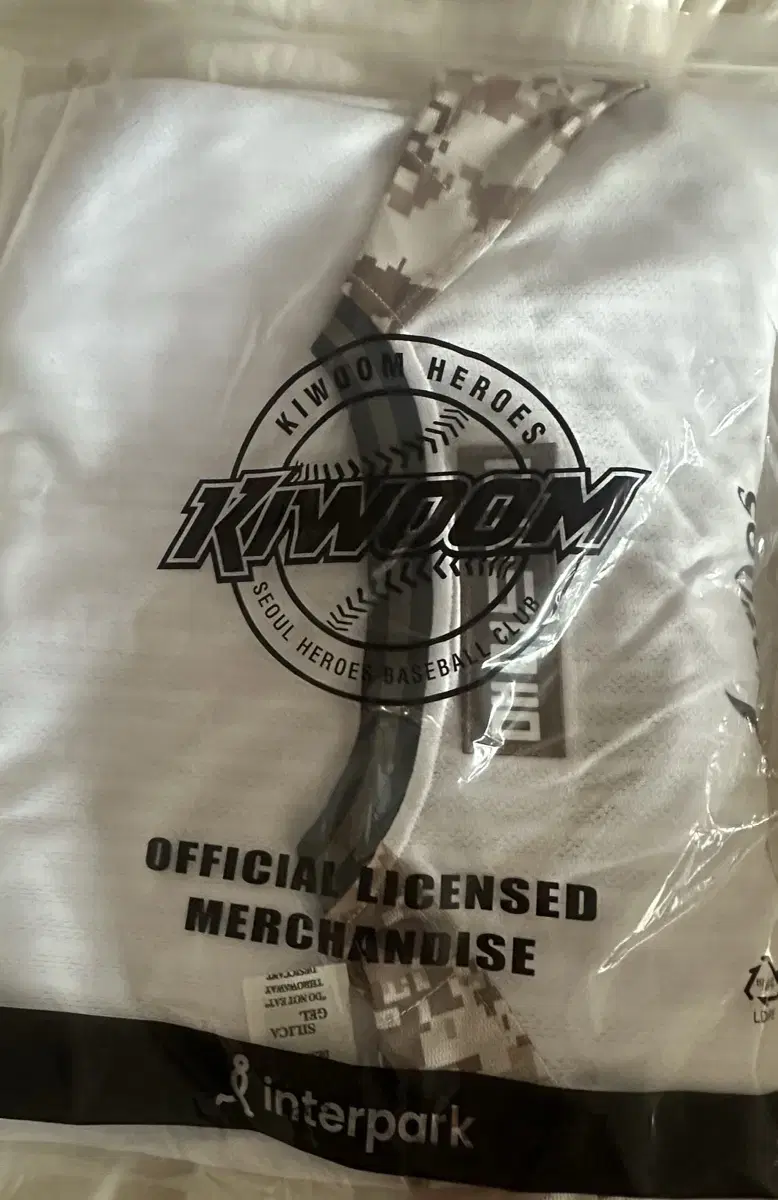 KIWOOM HEROES
KIWOOM
SEOUL HEROES BASEBALL CLUB
OFFICIAL LICENSED
MERCHANDISE
SILICA
GEL
"DO NOT EAT"
THROWAWAY
DESICCANT
interpark